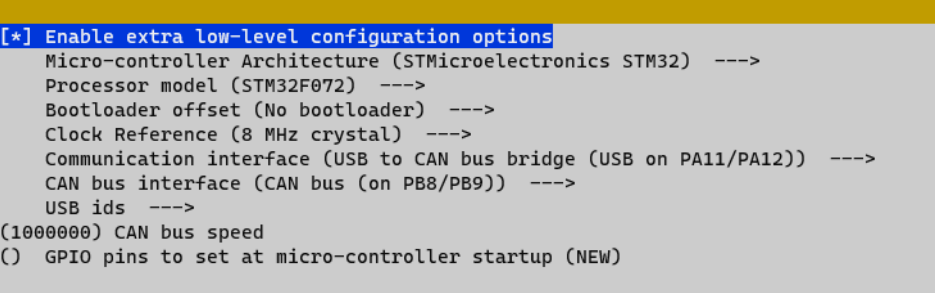 [*] Enable extra low-level configuration options
    Micro-controller Architecture (STMicroelectronics STM32)  --->
    Processor model (STM32F072)  --->
    Bootloader offset (No bootloader)  --->
    Clock Reference (8 MHz crystal)  --->
    Communication interface (USB to CAN bus bridge (USB on PA11/PA12))  --->
    CAN bus interface (CAN bus (on PB8/PB9))  --->
    USB ids  --->
(1000000) CAN bus speed
()  GPIO pins to set at micro-controller startup (NEW)